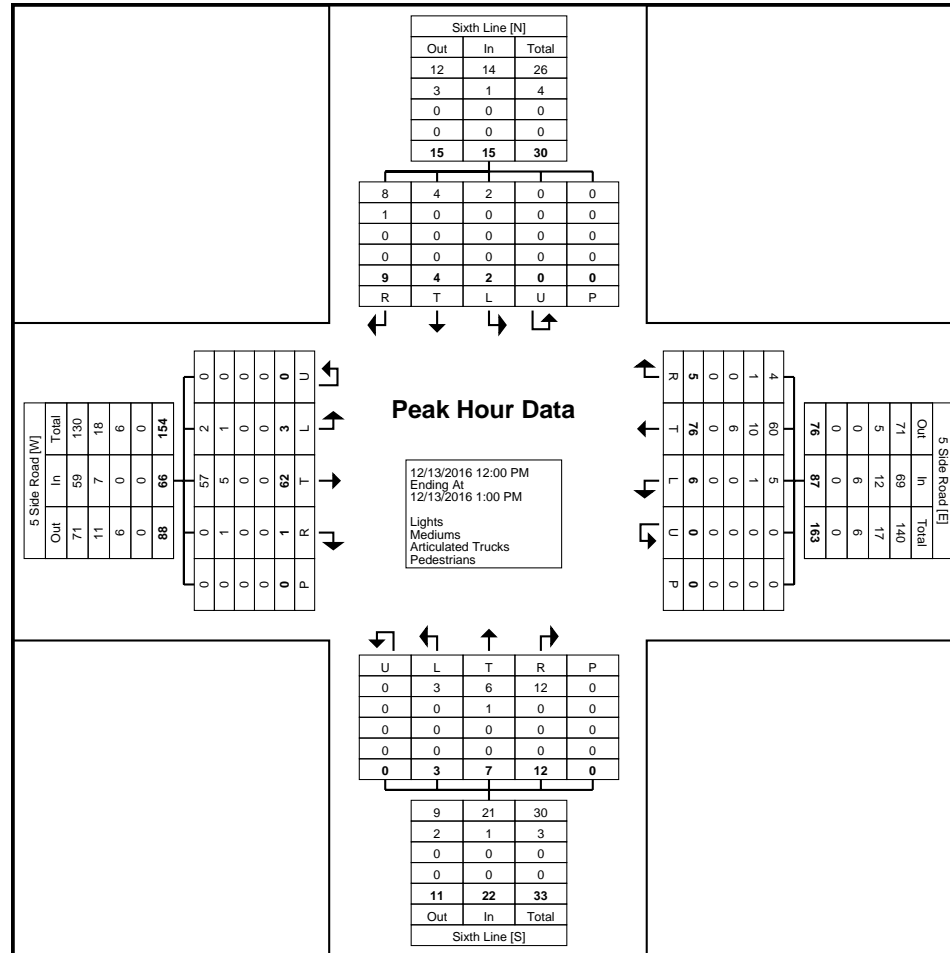 Sixth Line [N]
Out In Total
12 14 26
3 1 4
0 0 0
0 0 0
15 15 30
8 4 2 0 0
1 0 0 0 0
0 0 0 0 0
0 0 0 0 0
9 4 2 0 0
R T L U P
5 Side Road [W]
Total 130 18 6 0 154
In 59 7 0 0 66
Out 71 11 6 0 88
0 0 0 0 0 U
2 1 0 0 3 L
57 5 0 0 62 T
0 1 0 0 1 R
0 0 0 0 0 P
Peak Hour Data
12/13/2016 12:00 PM
Ending At
12/13/2016 1:00 PM
Lights
Mediums
Articulated Trucks
Pedestrians
R 5 0 0 1 4
T 76 0 6 10 60
L 6 0 0 1 5
U 0 0 0 0 0
P 0 0 0 0 0
76 0 0 5 71 Out
87 0 6 12 69 In
163 0 6 17 140 Total
5 Side Road [E]
U L T R P
0 3 6 12 0
0 0 1 0 0
0 0 0 0 0
0 0 0 0 0
0 3 7 12 0
9 21 30
2 1 3
0 0 0
0 0 0
11 22 33
Out In Total
Sixth Line [S]